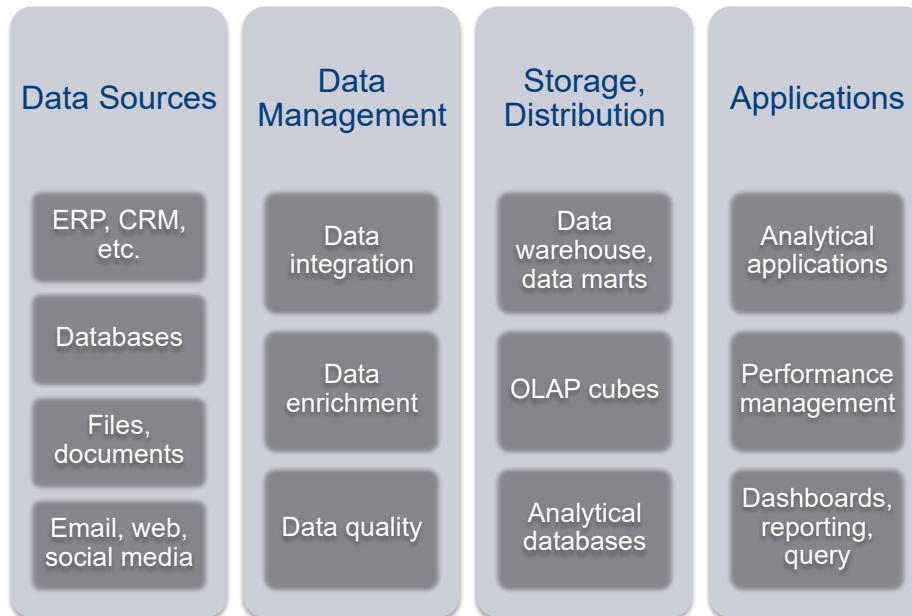 Data Sources
ERP, CRM,
etc.
Databases
Files,
documents
Email, web,
social media
Data
Management
Data
integration
Data
enrichment
Data quality
Storage,
Distribution
Data
warehouse,
data marts
OLAP cubes
Analytical
databases
Applications
Analytical
applications
Performance
management
Dashboards,
reporting,
query